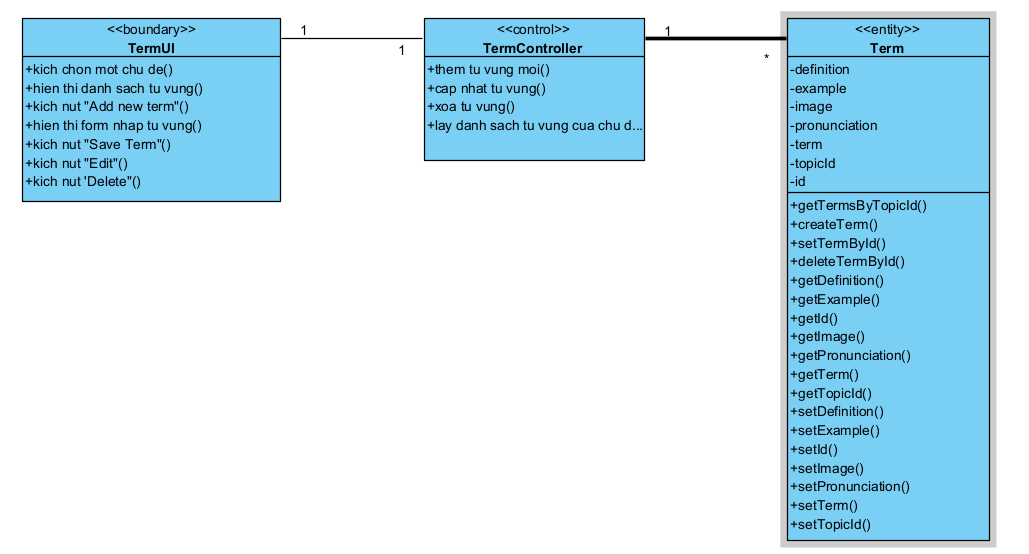 <<boundary>>
TermUI
+kich chon mot chu de()
+hien thi danh sach tu vung()
+kich nut "Add new term"()
+hien thi form nhap tu vung()
+kich nut "Save Term"()
+kich nut "Edit"()
+kich nut 'Delete"()
1
1
<<control>>
TermController
+them tu vung moi()
+cap nhat tu vung()
+xoa tu vung()
+lay danh sach tu vung cua chu d...
1
*
<<entity>>
Term
-definition
-example
-image
-pronunciation
-term
-topicId
-id
+getTermsByTopicId()
+createTerm()
+setTermById()
+deleteTermById()
+getDefinition()
+getExample()
+getId()
+getImage()
+getPronunciation()
+getTerm()
+getTopicId()
+setDefinition()
+setExample()
+setId()
+setImage()
+setPronunciation()
+setTerm()
+setTopicId()